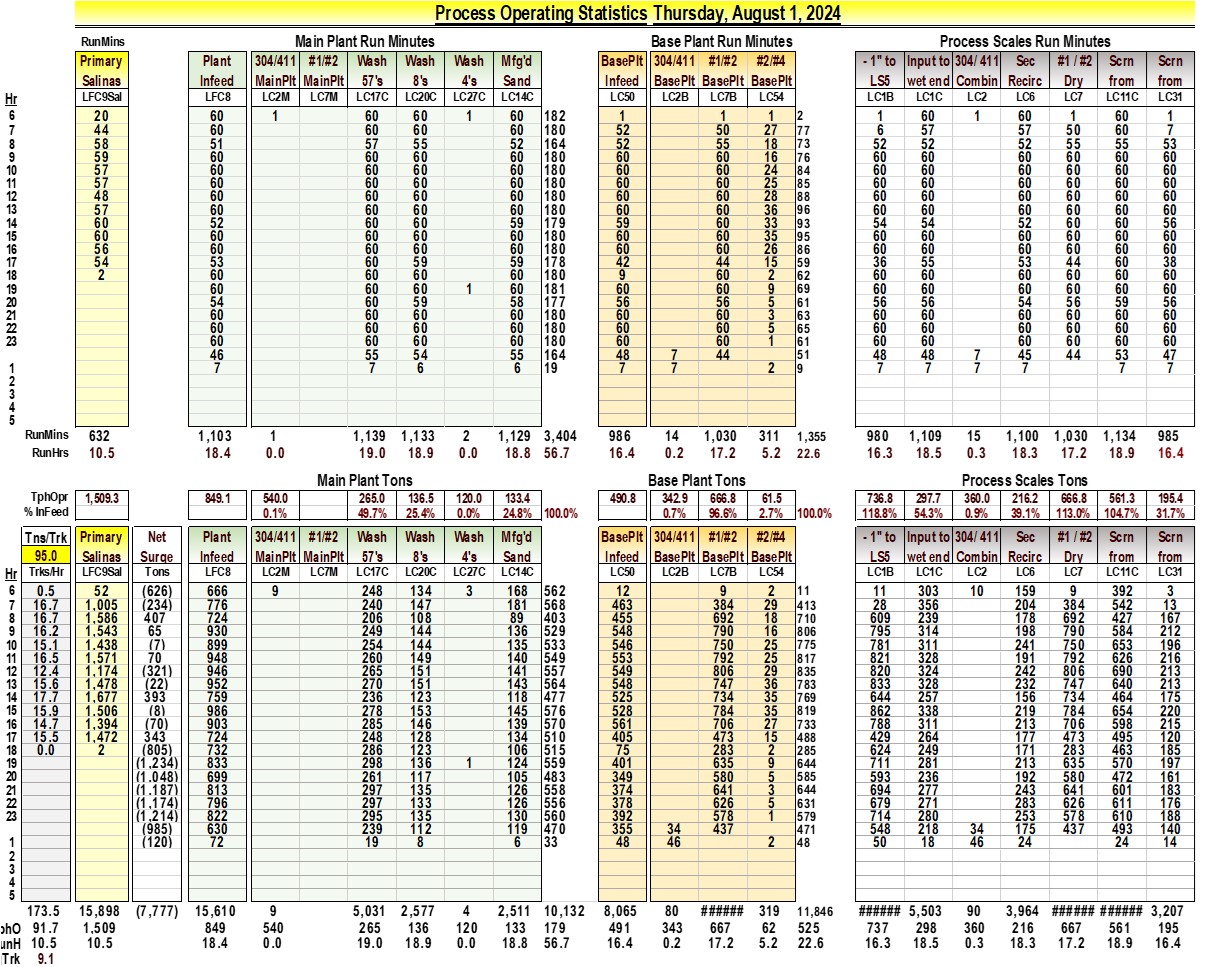 Process Operating Statistics Thursday, August 1, 2024
RunMins Main Plant Run Minutes Base Plant Run Minutes Process Scales Run Minutes
Primary Plant 304/411 #1/#2 Wash Wash Wash Mfg'd BasePlt 304/411 #1/#2 #2/#4 - 1" to Input to 304/ 411 Sec #1 / #2 Scrn Scrn
Salinas Infeed MainPlt MainPlt 57's 8's 4's Sand Infeed BasePlt BasePlt BasePlt LS5 wet end Combin Recirc Dry from from
Hr LFC9Sal LFC8 LC2M LC7M LC17C LC20C LC27C LC14C LC50 LC2B LC7B LC54 LC1B LC1C LC2 LC6 LC7 LC11C LC31
6 20 60 1 60 60 1 60 182 1 1 1 2 1 60 1 60 1 60 1
7 44 60 60 60 60 180 52 50 27 77 6 57 57 50 60 7
8 58 51 57 55 52 164 52 55 18 73 52 52 52 55 55 53
9 59 60 60 60 60 180 60 60 16 76 60 60 60 60 60 60
10 57 60 60 60 60 180 60 60 24 84 60 60 60 60 60 60
11 57 60 60 60 60 180 60 60 25 85 60 60 60 60 60 60
12 48 60 60 60 60 180 60 60 28 88 60 60 60 60 60 60
13 57 60 60 60 60 180 60 60 36 96 60 60 60 60 60 60
14 60 52 60 60 59 179 59 60 33 93 54 54 52 60 60 56
15 60 60 60 60 60 180 60 60 35 95 60 60 60 60 60 60
16 56 60 60 60 60 180 60 60 26 86 60 60 60 60 60 60
17 54 53 60 59 59 178 42 44 15 59 36 55 53 44 60 38
18 2 60 60 60 60 180 9 60 2 62 60 60 60 60 60 60
19 60 60 60 1 60 181 60 60 9 69 60 60 60 60 60 60
20 54 60 59 58 177 56 56 5 61 56 56 54 56 59 56
21 60 60 60 60 180 60 60 3 63 60 60 60 60 60 60
22 60 60 60 60 180 60 60 5 65 60 60 60 60 60 60
23 60 60 60 60 180 60 60 1 61 60 60 60 60 60 60
46 55 54 55 164 48 7 44 51 48 48 7 45 44 53 47
1 7 7 6 6 19 7 7 2 9 7 7 7 7 7 7
2
3
4
5
RunMins 632 1,103 1 1,139 1,133 2 1,129 3,404 986 14 1,030 311 1,355 980 1,109 15 1,100 1,030 1,134 985
RunHrs 10.5 18.4 0.0 19.0 18.9 0.0 18.8 56.7 16.4 0.2 17.2 5.2 22.6 16.3 18.5 0.3 18.3 17.2 18.9 16.4
Main Plant Tons Base Plant Tons Process Scales Tons
TphOpr 1,509.3 849.1 540.0 265.0 136.5 120.0 133.4 490.8 342.9 666.8 61.5 736.8 297.7 360.0 216.2 666.8 561.3 195.4
% InFeed 0.1% 49.7% 25.4% 0.0% 24.8% 100.0% 0.7% 96.6% 2.7% 100.0% 118.8% 54.3% 0.9% 39.1% 113.0% 104.7% 31.7%
Tns/Trk Primary Net Plant 304/411 #1/#2 Wash Wash Wash Mfg'd BasePlt 304/411 #1/#2 #2/#4 - 1" to Input to 304/ 411 Sec #1 / #2 Scrn Scrn
95.0 Salinas Surge Infeed MainPlt MainPlt 57's 8's 4's Sand Infeed BasePlt BasePlt BasePlt LS5 wet end Combin Recirc Dry from from
Hr Trks/Hr LFC9Sal Tons LFC8 LC2M LC7M LC17C LC20C LC27C LC14C LC50 LC2B LC7B LC54 LC1B LC1C LC2 LC6 LC7 LC11C LC31
6 0.5 52 (626) 666 9 248 134 3 168 562 12 9 2 11 11 303 10 159 9 392 3
7 16.7 1,005 (234) 776 240 147 181 568 463 384 29 413 28 356 204 384 542 13
8 16.7 1,586 407 724 206 108 89 403 455 692 18 710 609 239 178 692 427 167
9 16.2 1,543 65 930 249 144 136 529 548 790 16 806 795 314 198 790 584 212
10 15.1 1,438 (7) 899 254 144 135 533 546 750 25 775 781 311 241 750 653 196
11 16.5 1,571 70 948 260 149 140 549 553 792 25 817 821 328 191 792 626 216
12 12.4 1,174 (321) 946 265 151 141 557 549 806 29 835 820 324 242 806 690 213
13 15.6 1,478 (22) 952 270 151 143 564 548 747 36 783 833 328 232 747 640 213
14 17.7 1,677 393 759 236 123 118 477 525 734 35 769 644 257 156 734 464 175
15 15.9 1,506 (8) 986 278 153 145 576 528 784 35 819 862 338 219 784 654 220
16 14.7 1,394 (70) 903 285 146 139 570 561 706 27 733 788 311 213 706 598 215
17 15.5 1,472 343 724 248 128 134 510 405 473 15 488 429 264 177 473 495 120
18 0.0 2 (805) 732 286 123 106 515 75 283 2 285 624 249 171 283 463 185
19 (1,234) 833 298 136 1 124 559 401 635 9 644 711 281 213 635 570 197
20 (1,048) 699 261 117 105 483 349 580 5 585 593 236 192 580 472 161
21 (1,187) 813 297 135 126 558 374 641 3 644 694 277 243 641 601 183
22 (1,174) 796 297 133 126 556 378 626 5 631 679 271 283 626 611 176
23 (1,214) 822 295 135 130 560 392 578 1 579 714 280 253 578 610 188
(985) 630 239 112 119 470 355 34 437 471 548 218 34 175 437 493 140
1 (120) 72 19 8 6 33 48 46 2 48 50 18 46 24 24 14
2
3
4
5
173.5 15,898 (7,777) 15,610 9 5,031 2,577 4 2,511 10,132 8,065 80 ###### 319 11,846 ###### 5,503 90 3,964 ###### ###### 3,207
phO 91.7 1,509 849 540 265 136 120 133 179 491 343 667 62 525 737 298 360 216 667 561 195
unH 10.5 10.5 18.4 0.0 19.0 18.9 0.0 18.8 56.7 16.4 0.2 17.2 5.2 22.6 16.3 18.5 0.3 18.3 17.2 18.9 16.4
Trk 9.1